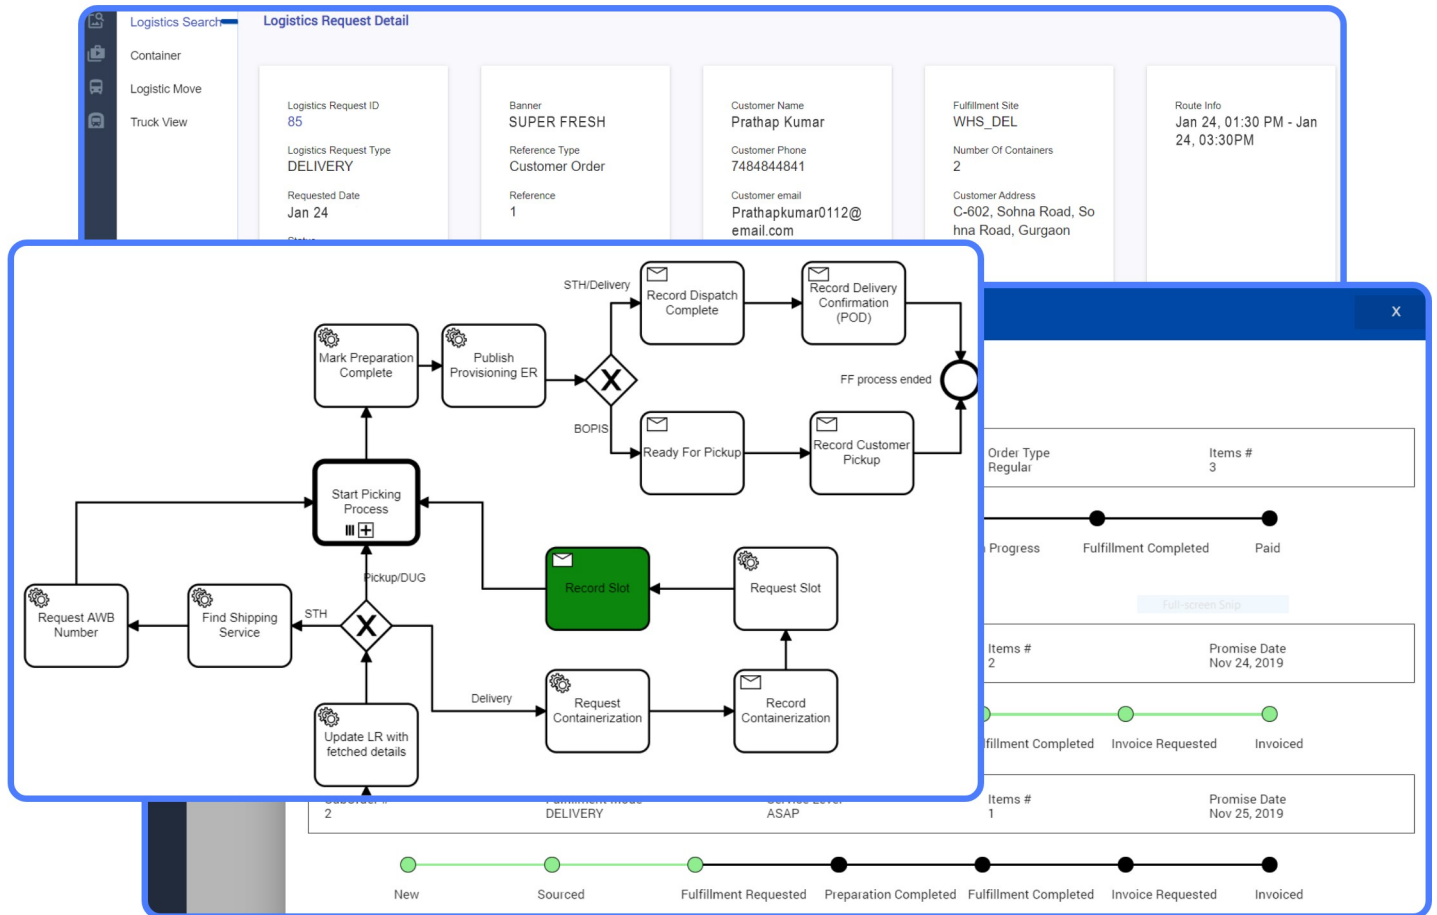 Logistics Search
Container
Logistic Move
Truck View
Logistics Request Detail
Logistics Request ID
85
Logistics Request Type
DELIVERY
Requested Date
Jan 24
Banner
SUPER FRESH
Reference Type
Customer Order
Reference
1
Customer Name
Prathap Kumar
Customer Phone
7484844841
Customer email
Prathapkumar0112@
email.com
Fulfillment Site
WHS_DEL
Number Of Containers
2
Customer Address
C-602, Sohna Road, So
hna Road, Gurgaon
Route Info
Jan 24, 01:30 PM - Jan
24, 03:30PM
STH/Delivery
Record Dispatch
Complete
Record Delivery
Confirmation
(POD)
Mark Preparation
Complete
Publish
Provisioning ER
X
FF process ended
BOPIS
Ready For Pickup
Record Customer
Pickup
Start Picking
Process
Pickup/DUG
Record Slot
Request Slot
Request AWB
Number
Find Shipping
Service
STH
X
Delivery
Request
Containerization
Record
Containerization
Update LR with
fetched details
X
Order Type
Regular
Items #
3
Progress
Fulfillment Completed
Paid
Full-screen Snip
Items #
2
Promise Date
Nov 24, 2019
lfillment Completed
Invoice Requested
Invoiced
2
DELIVERY
ASAP
Items #
1
Promise Date
Nov 25, 2019
New
Sourced
Fulfillment Requested
Preparation Completed
Fulfillment Completed
Invoice Requested
Invoiced